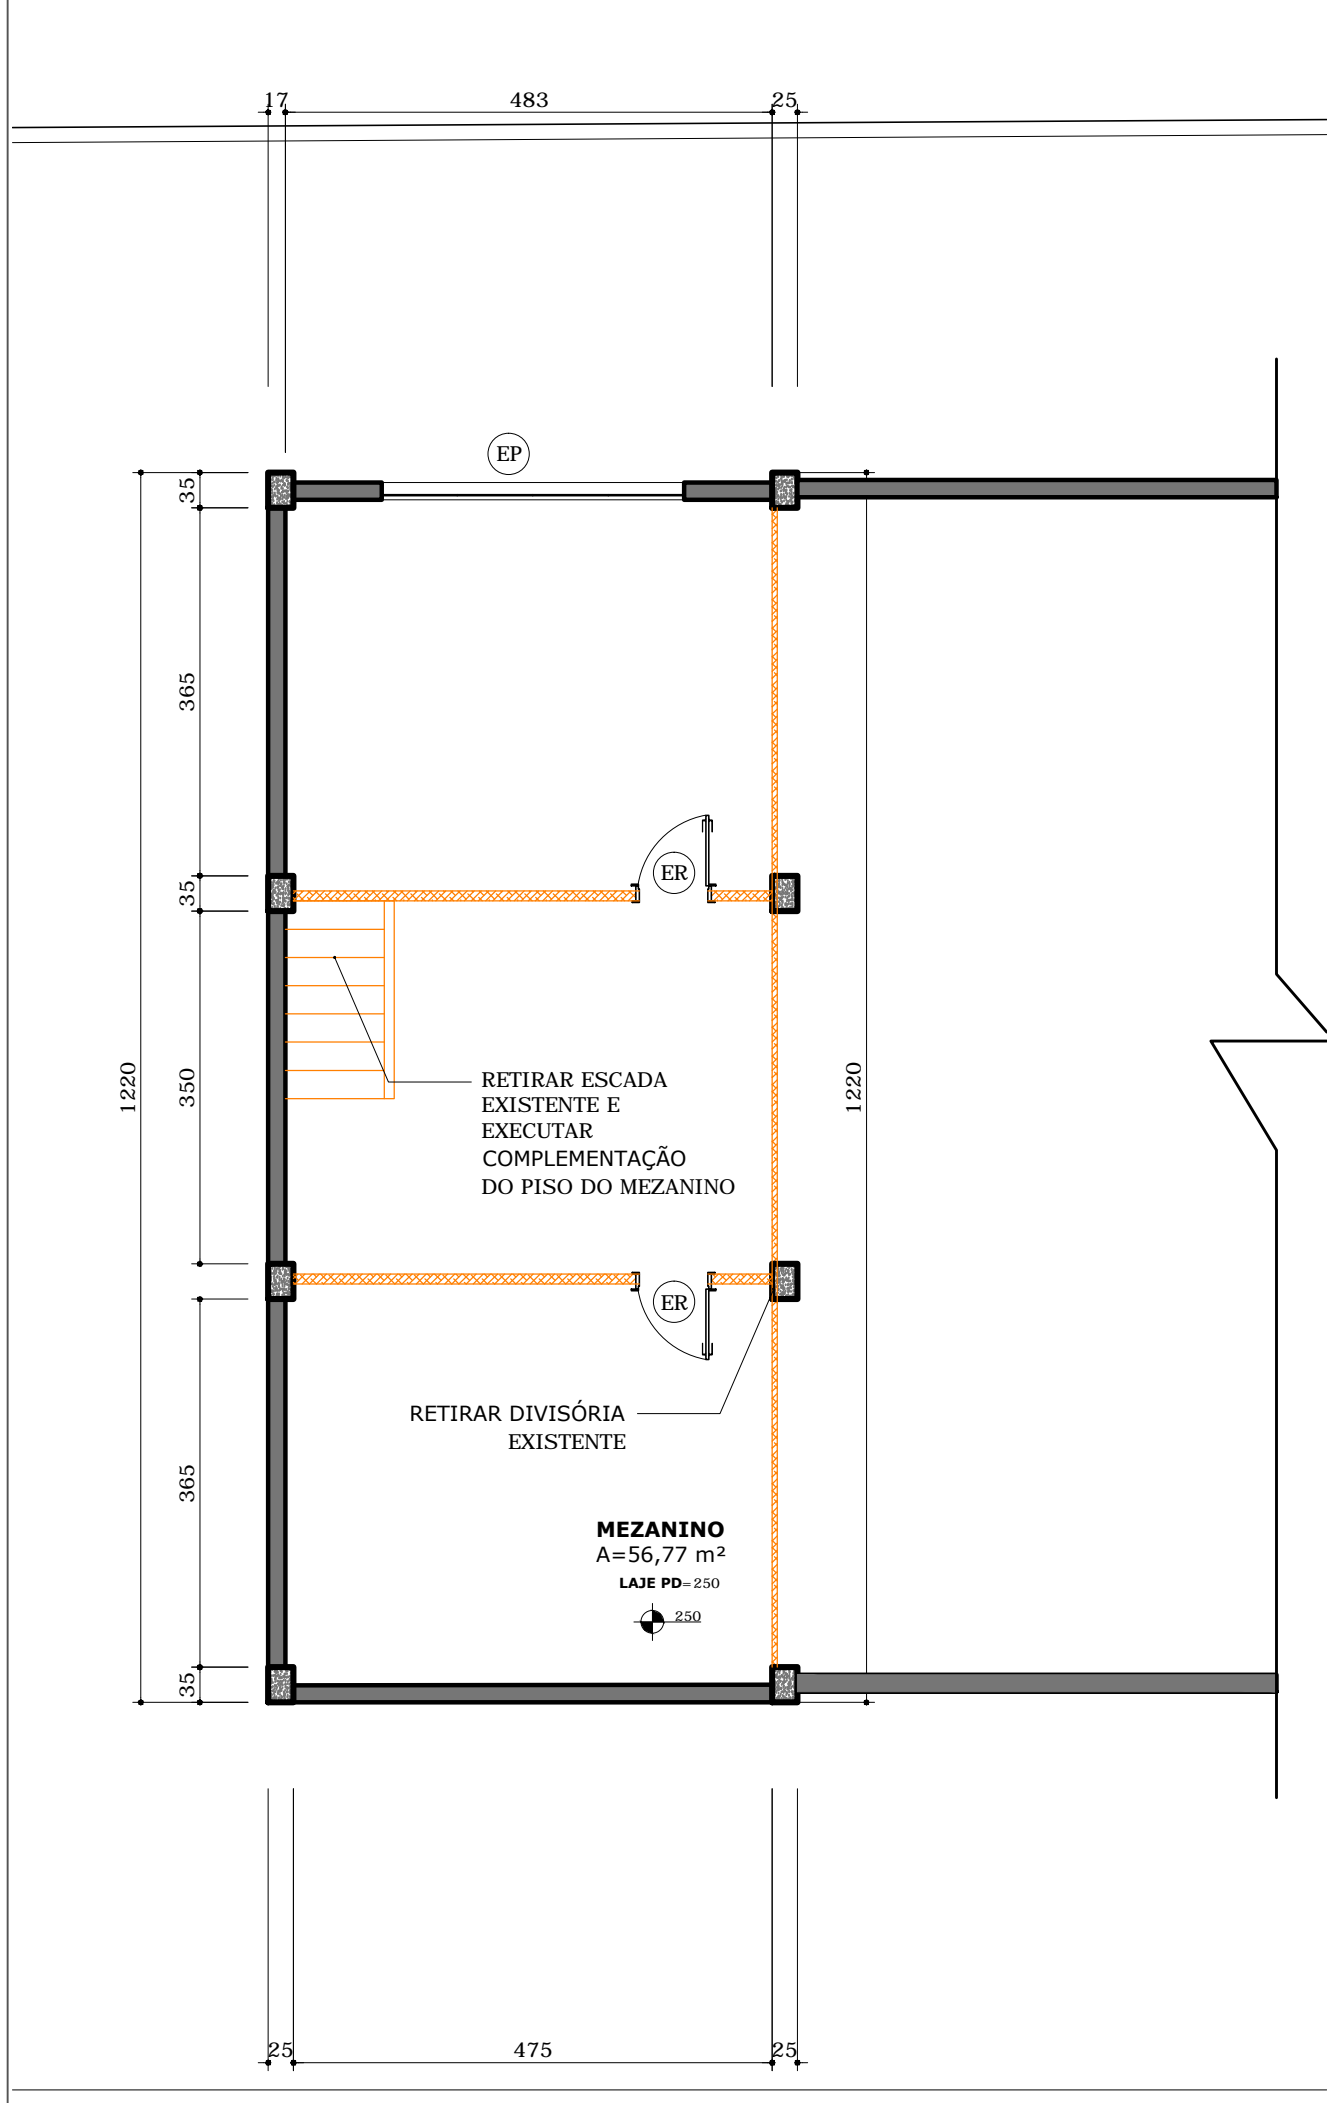 17
483
25
EP
35
365
35
ER
350
1220
1220
RETIRAR ESCADA
EXISTENTE E
EXECUTAR
COMPLEMENTAÇÃO
DO PISO DO MEZANINO
ER
RETIRAR DIVISÓRIA
EXISTENTE
365
MEZANINO
A=56,77 m²
LAJE PD=250
250
35
25
475
25